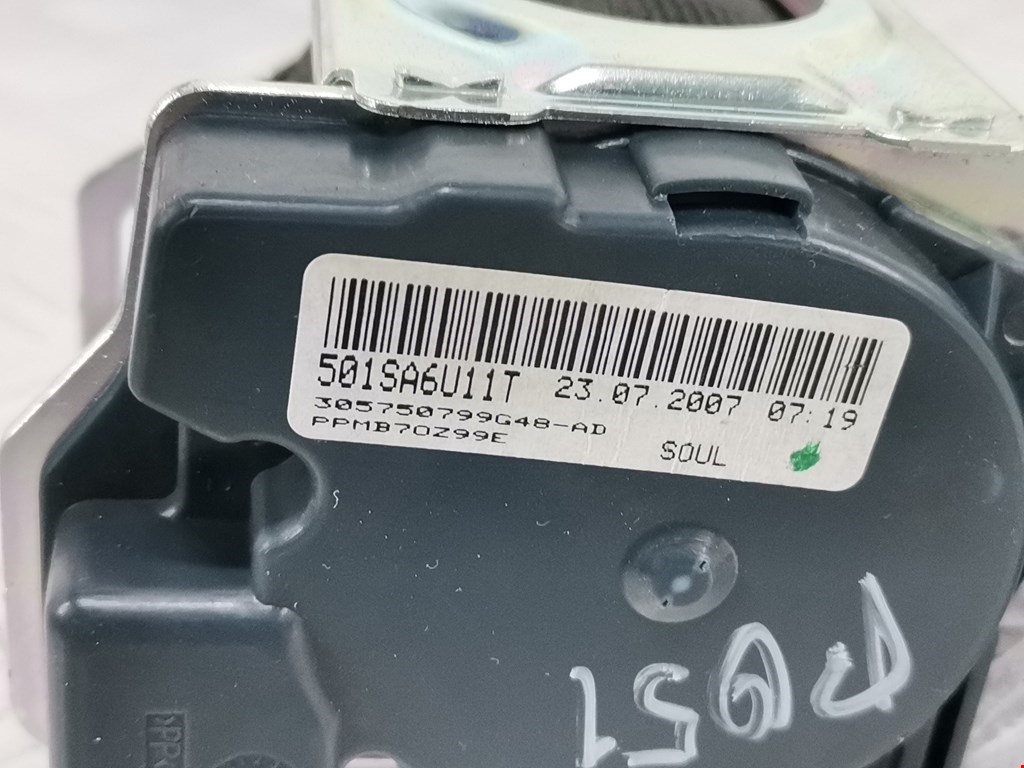 501SA6U11T 23.07.2007 07:19
305750799G48-AD
PPMB70Z99E SOUL